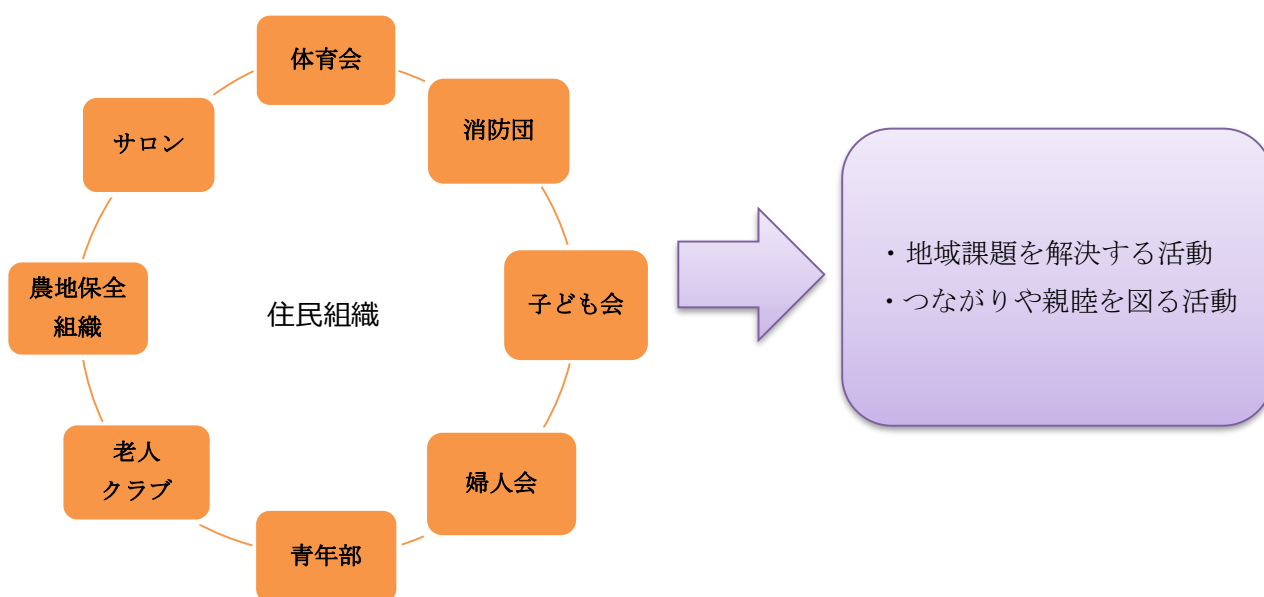 体育会
消防団
サロン
子ども会
農地保全
組織
住民組織
老人
クラブ
婦人会
青年部
・地域課題を解決する活動
・つながりや親睦を図る活動